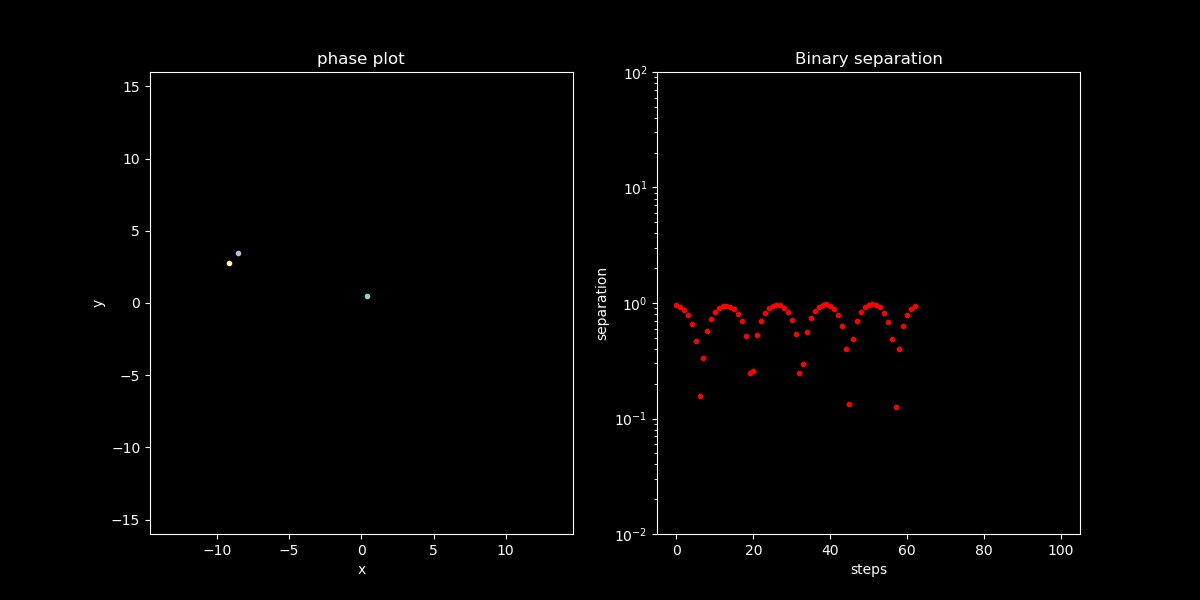 phase plot
15
10
5
0
−5
−10
−15
y
−10 −5 0 5 10
x
Binary separation
10²
10¹
10⁰
10⁻¹
10⁻²
separation
0 20 40 60 80 100
steps